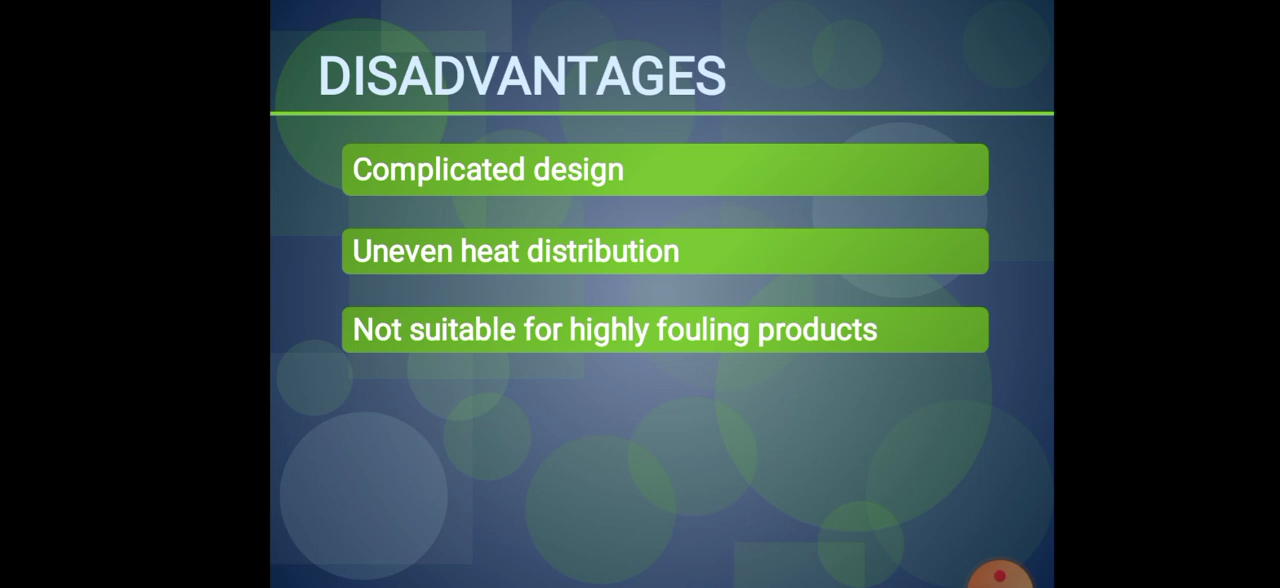 DISADVANTAGES
Complicated design
Uneven heat distribution
Not suitable for highly fouling products